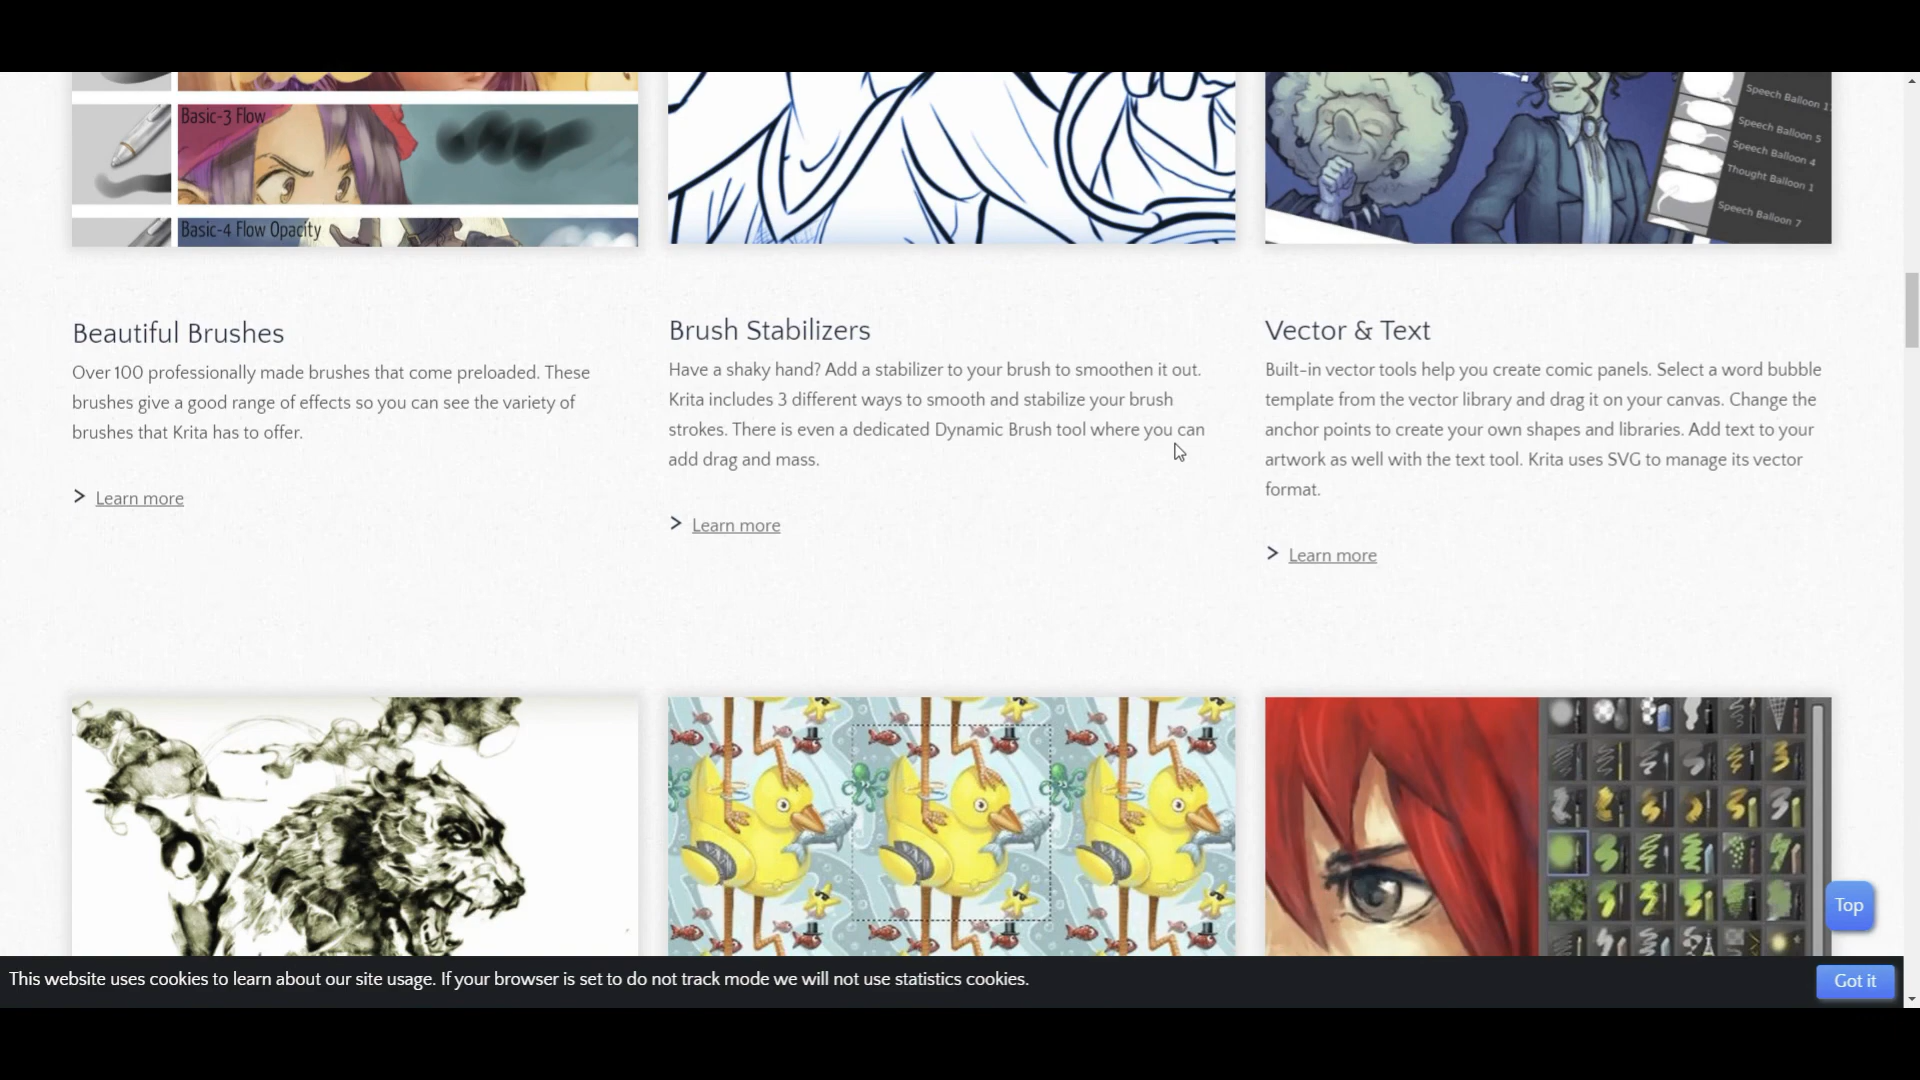 Basic-3 Flow
Basic-4 Flow Opacity
Speech Balloon 1
Speech Balloon 5
Speech Balloon 4
Thought Balloon 1
Speech Balloon 7
Beautiful Brushes
Over 100 professionally made brushes that come preloaded. These
brushes give a good range of effects so you can see the variety of
brushes that Krita has to offer.
Learn more
Brush Stabilizers
Have a shaky hand? Add a stabilizer to your brush to smoothen it out.
Krita includes 3 different ways to smooth and stabilize your brush
strokes. There is even a dedicated Dynamic Brush tool where you can
add drag and mass.
Learn more
Vector & Text
Built-in vector tools help you create comic panels. Select a word bubble
template from the vector library and drag it on your canvas. Change the
anchor points to create your own shapes and libraries. Add text to your
artwork as well with the text tool. Krita uses SVG to manage its vector
format.
Learn more
Top
This website uses cookies to learn about our site usage. If your browser is set to do not track mode we will not use statistics cookies.
Got it